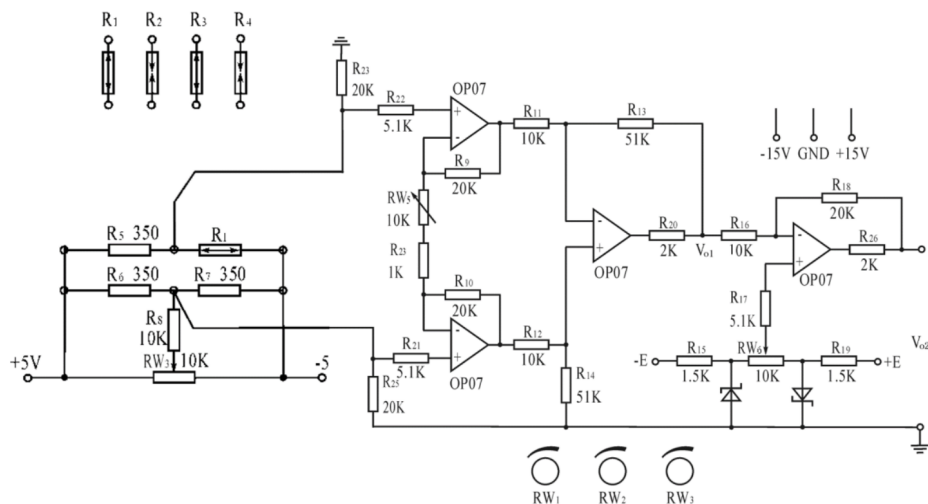 R1 R2 R3 R4
R23
20K
R22
5.1K
OP07
R11
10K
R13
51K
-15V GND +15V
R9
20K
RW5
10K
R23
1K
R18
20K
R5 350
R1
R6 350
R7 350
R8
10K
RW3 10K
+5V
-5
OP07
R20
2K
Vo1
R16
10K
OP07
R26
2K
R10
20K
R21
5.1K
OP07
R12
10K
R17
5.1K
R25
20K
R14
51K
-E
R15
1.5K
RW6
10K
R19
1.5K
+E
Vo2
RW1 RW2 RW3